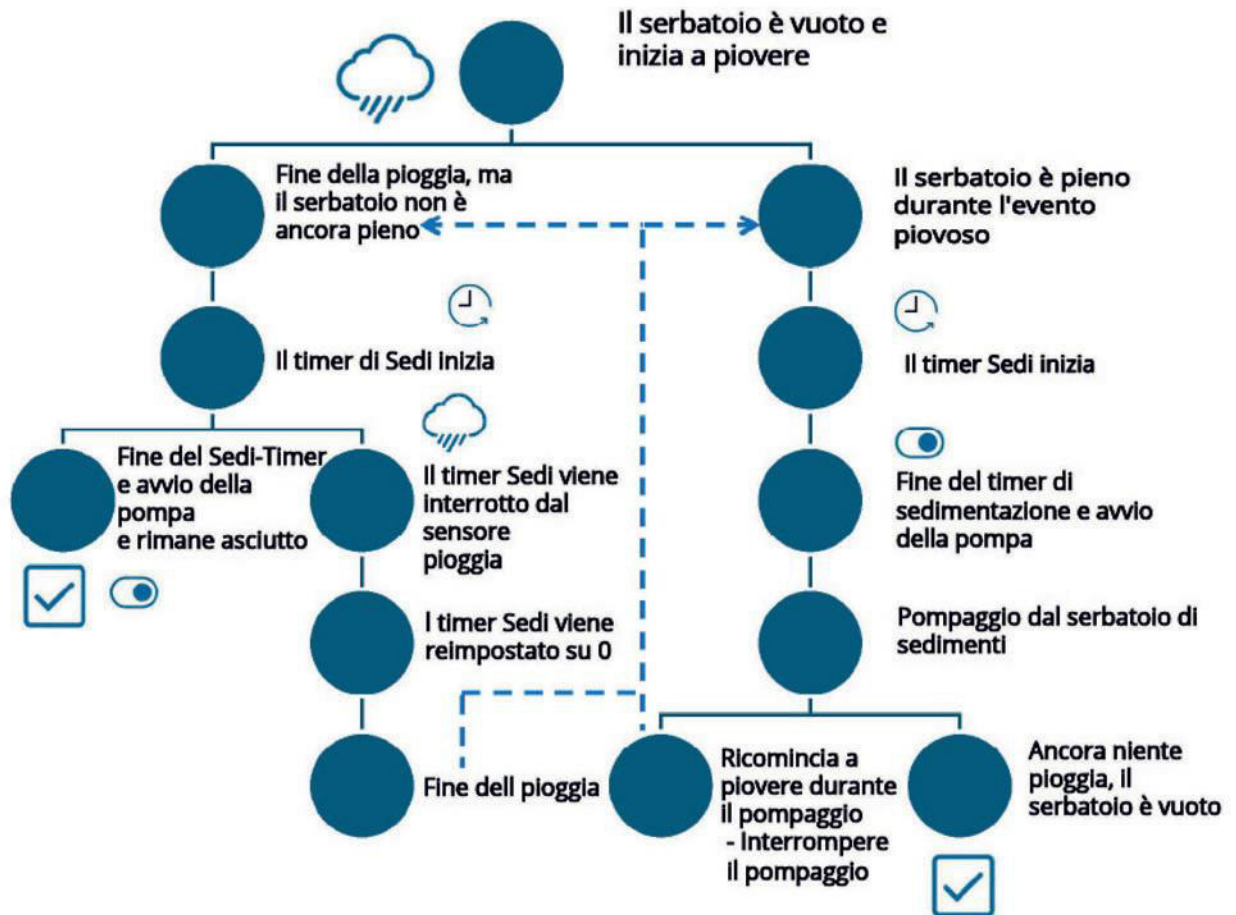 Il serbatoio è vuoto e
inizia a piovere
Fine della pioggia, ma
il serbatoio non è
ancora pieno
Il serbatoio è pieno
durante l'evento
piovoso
Il timer di Sedi inizia
Il timer Sedi inizia
Fine del Sedi-Timer
e avvio della
pompa
e rimane asciutto
Il timer Sedi viene
interrotto dal
sensore
pioggia
Fine del timer di
sedimentazione e avvio
della pompa
I timer Sedi viene
reimpostato su 0
Pompaggio dal serbatoio di
sedimenti
Fine dell pioggia
Ricomincia a
piovere durante
il pompaggio
- Interrompere
il pompaggio
Ancora niente
pioggia, il
serbatoio è vuoto